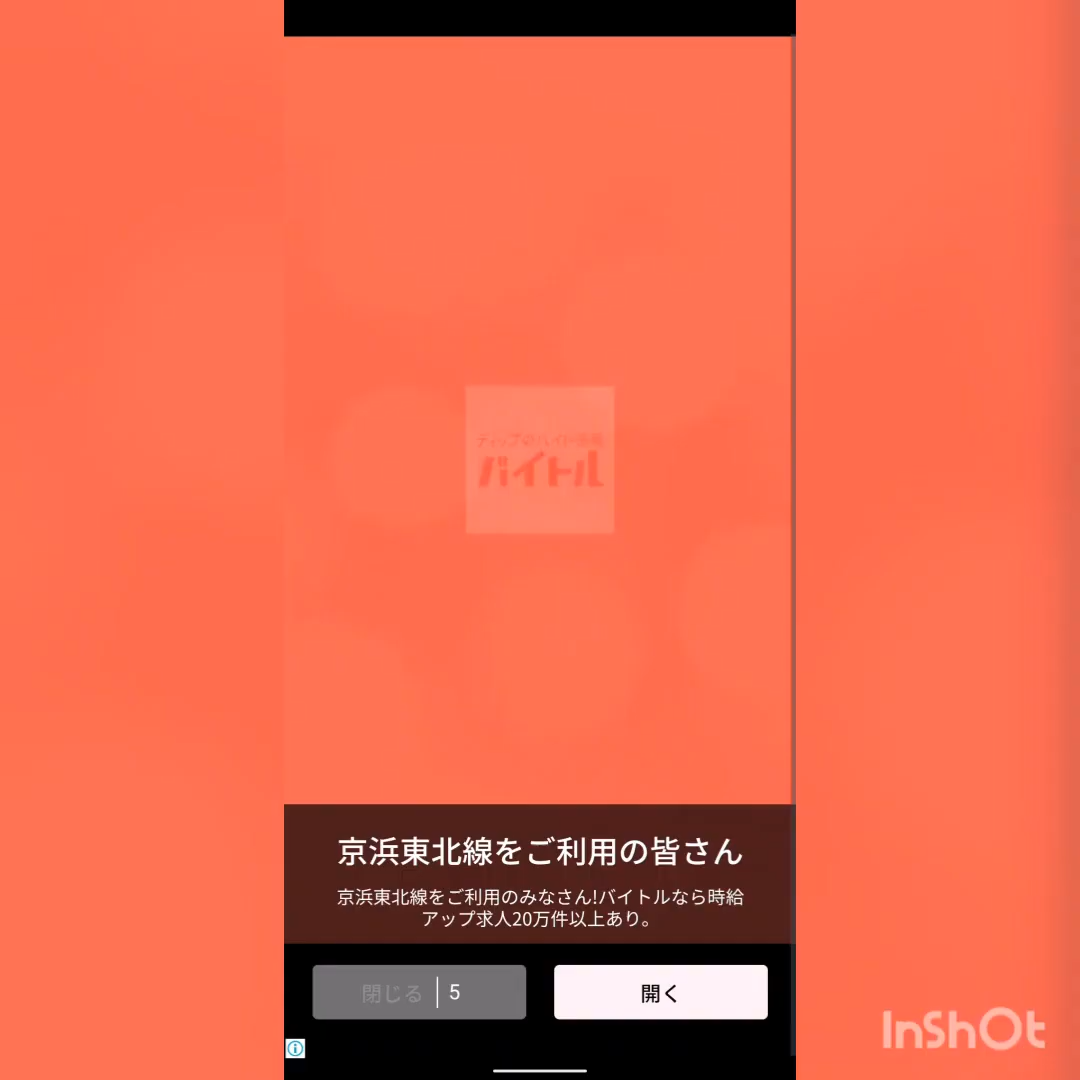 バイトル
京浜東北線をご利用の皆さん
京浜東北線をご利用のみなさん!バイトルなら時給
アップ求人20万件以上あり。
閉じる 5
開く
InShOt